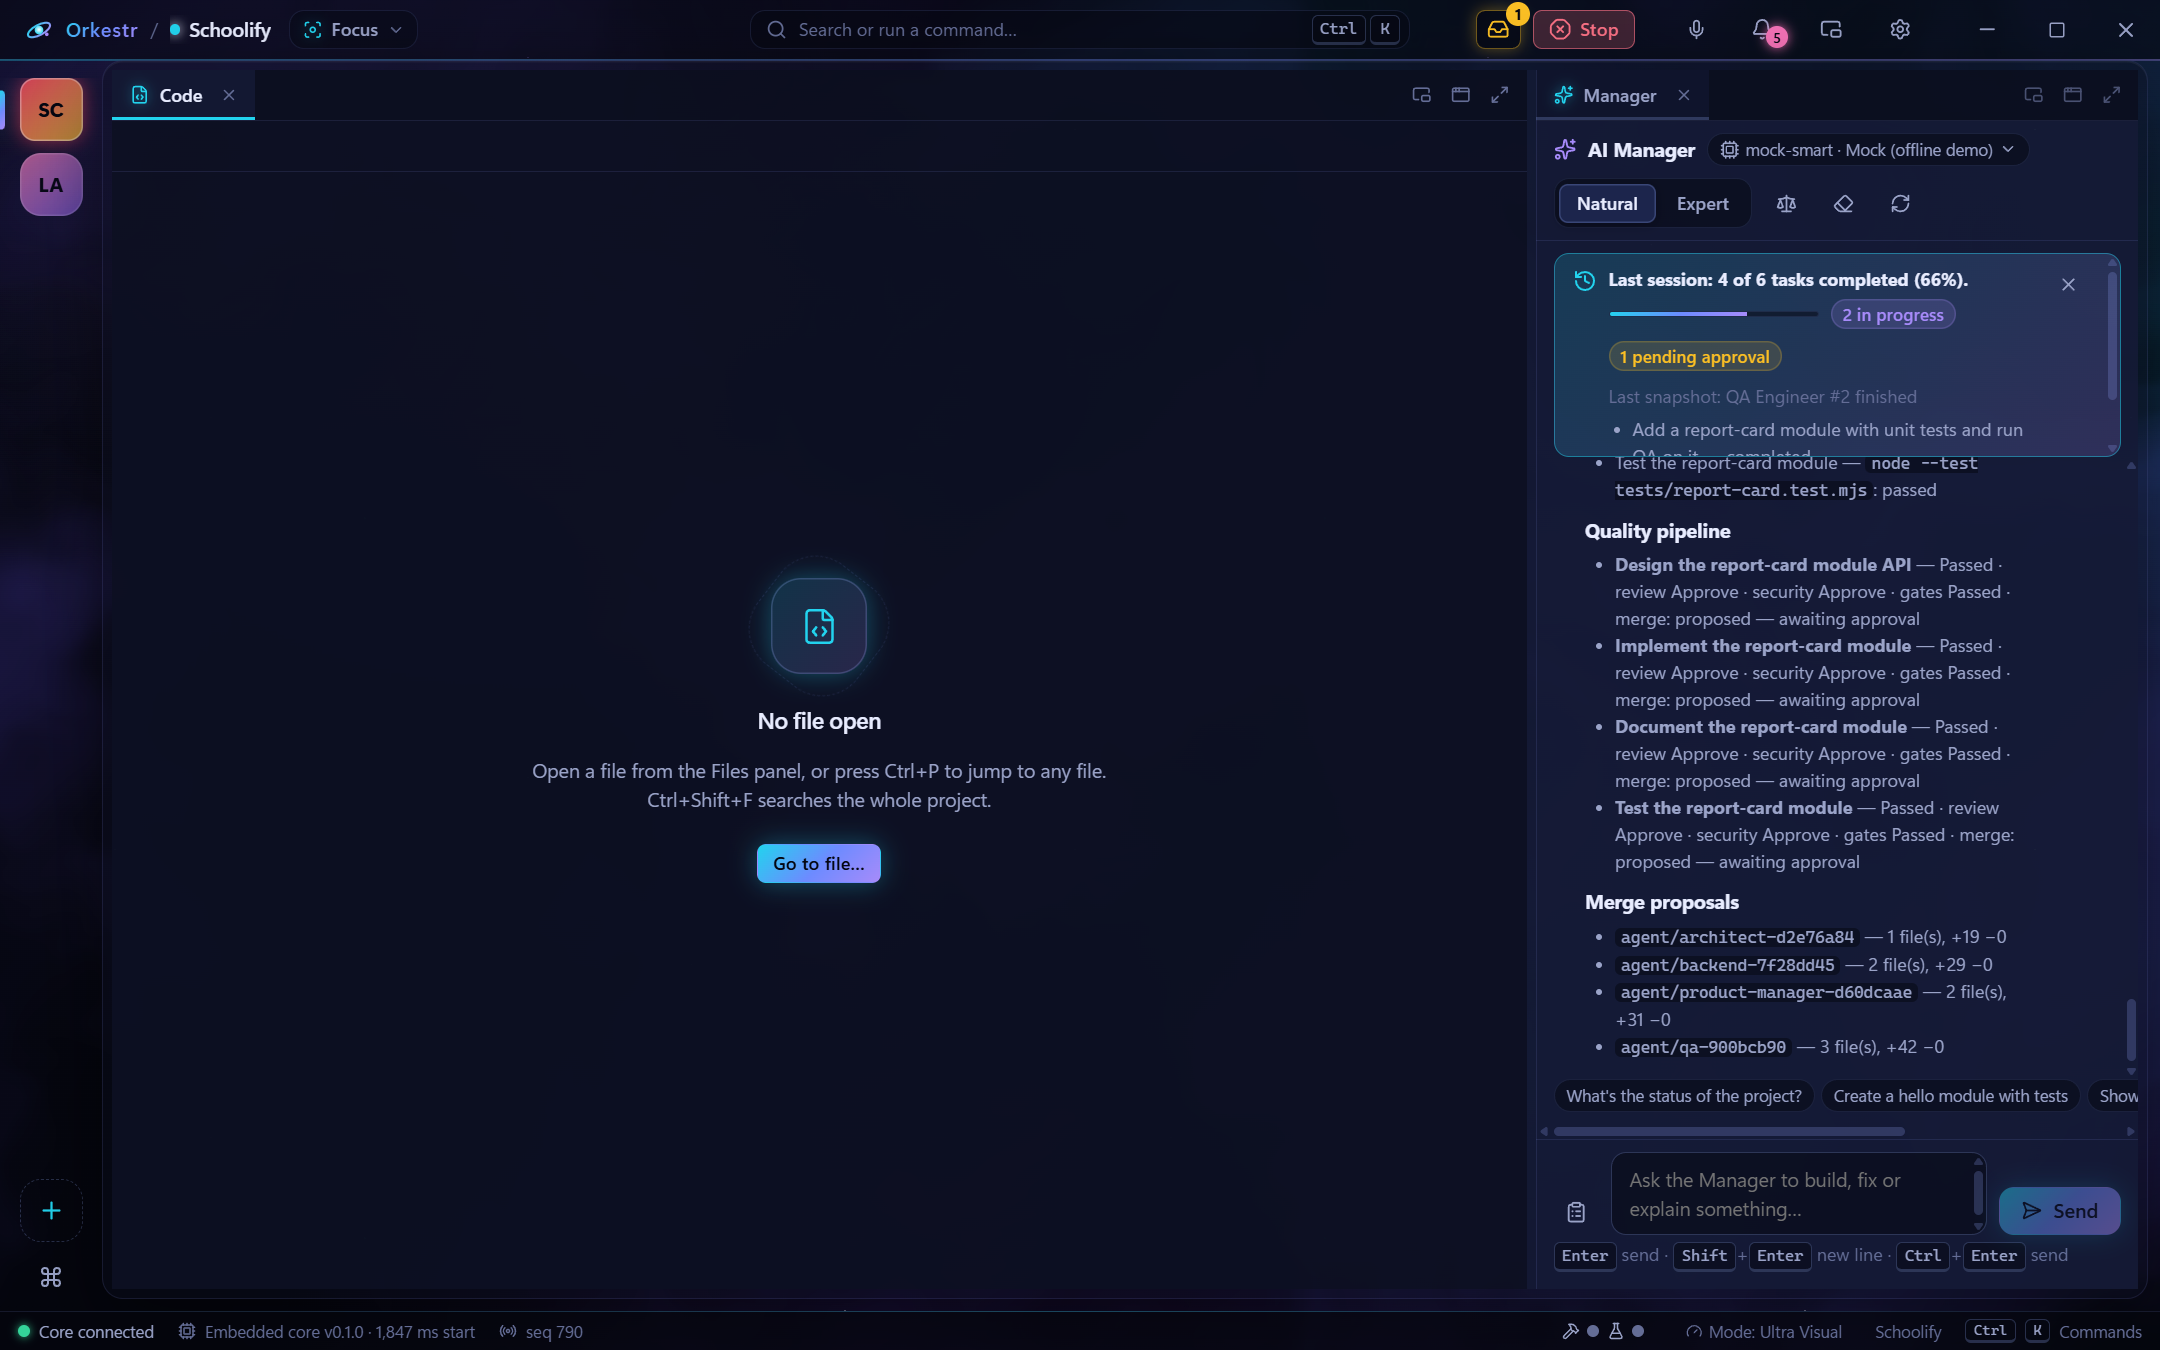 Orkestr / Schoolify Focus Search or run a command... Ctrl K 1 Stop 5
SC
LA
Code
No file open
Open a file from the Files panel, or press Ctrl+P to jump to any file.
Ctrl+Shift+F searches the whole project.
Go to file...
Manager
AI Manager mock-smart · Mock (offline demo)
Natural Expert
Last session: 4 of 6 tasks completed (66%).
2 in progress
1 pending approval
Last snapshot: QA Engineer #2 finished
• Add a report-card module with unit tests and run
• Test the report-card module — node --test
tests/report-card.test.mjs : passed
Quality pipeline
• Design the report-card module API — Passed ·
review Approve · security Approve · gates Passed ·
merge: proposed — awaiting approval
• Implement the report-card module — Passed ·
review Approve · security Approve · gates Passed ·
merge: proposed — awaiting approval
• Document the report-card module — Passed ·
review Approve · security Approve · gates Passed ·
merge: proposed — awaiting approval
• Test the report-card module — Passed · review
Approve · security Approve · gates Passed · merge:
proposed — awaiting approval
Merge proposals
• agent/architect-d2e76a84 — 1 file(s), +19 −0
• agent/backend-7f28dd45 — 2 file(s), +29 −0
• agent/product-manager-d60dcaae — 2 file(s),
+31 −0
• agent/qa-900bcb90 — 3 file(s), +42 −0
What's the status of the project? Create a hello module with tests Show
Ask the Manager to build, fix or
explain something...
Send
Enter send · Shift + Enter new line · Ctrl + Enter send
Core connected Embedded core v0.1.0 · 1,847 ms start seq 790 Mode: Ultra Visual Schoolify Ctrl K Commands